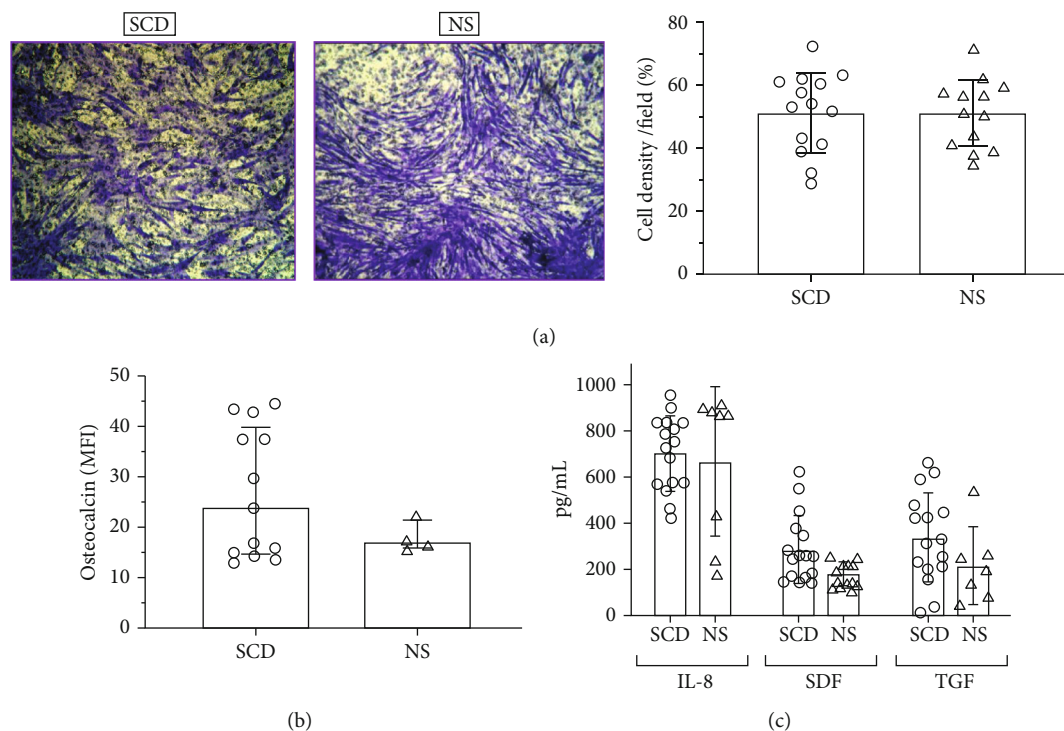 SCD
NS
Cell density /field (%)
80
60
40
20
0
SCD
NS
(a)
Osteocalcin (MFI)
50
40
30
20
10
0
SCD
NS
(b)
pg/mL
1000
800
600
400
200
0
SCD NS SCD NS SCD NS
IL-8 SDF TGF
(c)